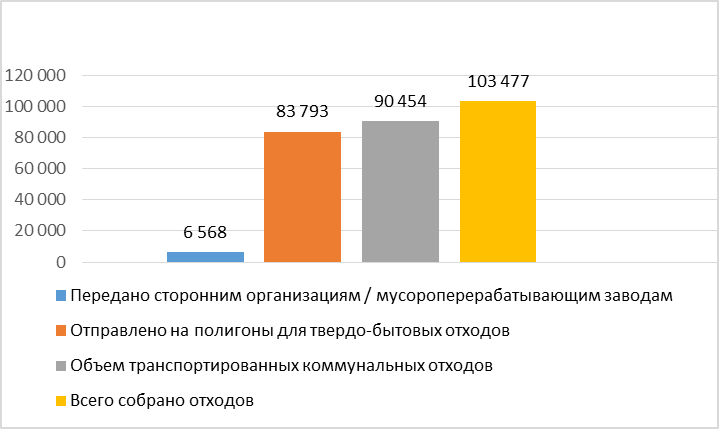 120 000
100 000
80 000
60 000
40 000
20 000
0
6 568
83 793
90 454
103 477
Передано сторонним организациям / мусороперерабатывающим заводам
Отправлено на полигоны для твердо-бытовых отходов
Объем транспортированных коммунальных отходов
Всего собрано отходов